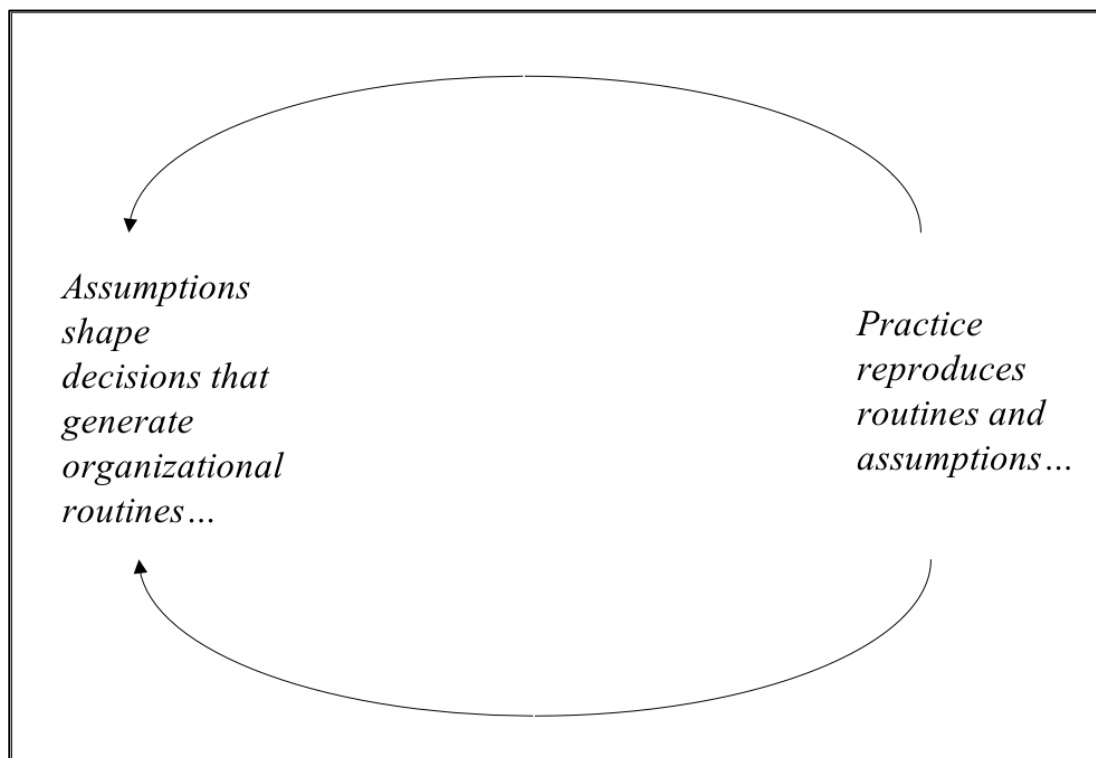 Assumptions
shape
decisions that
generate
organizational
routines…
Practice
reproduces
routines and
assumptions…